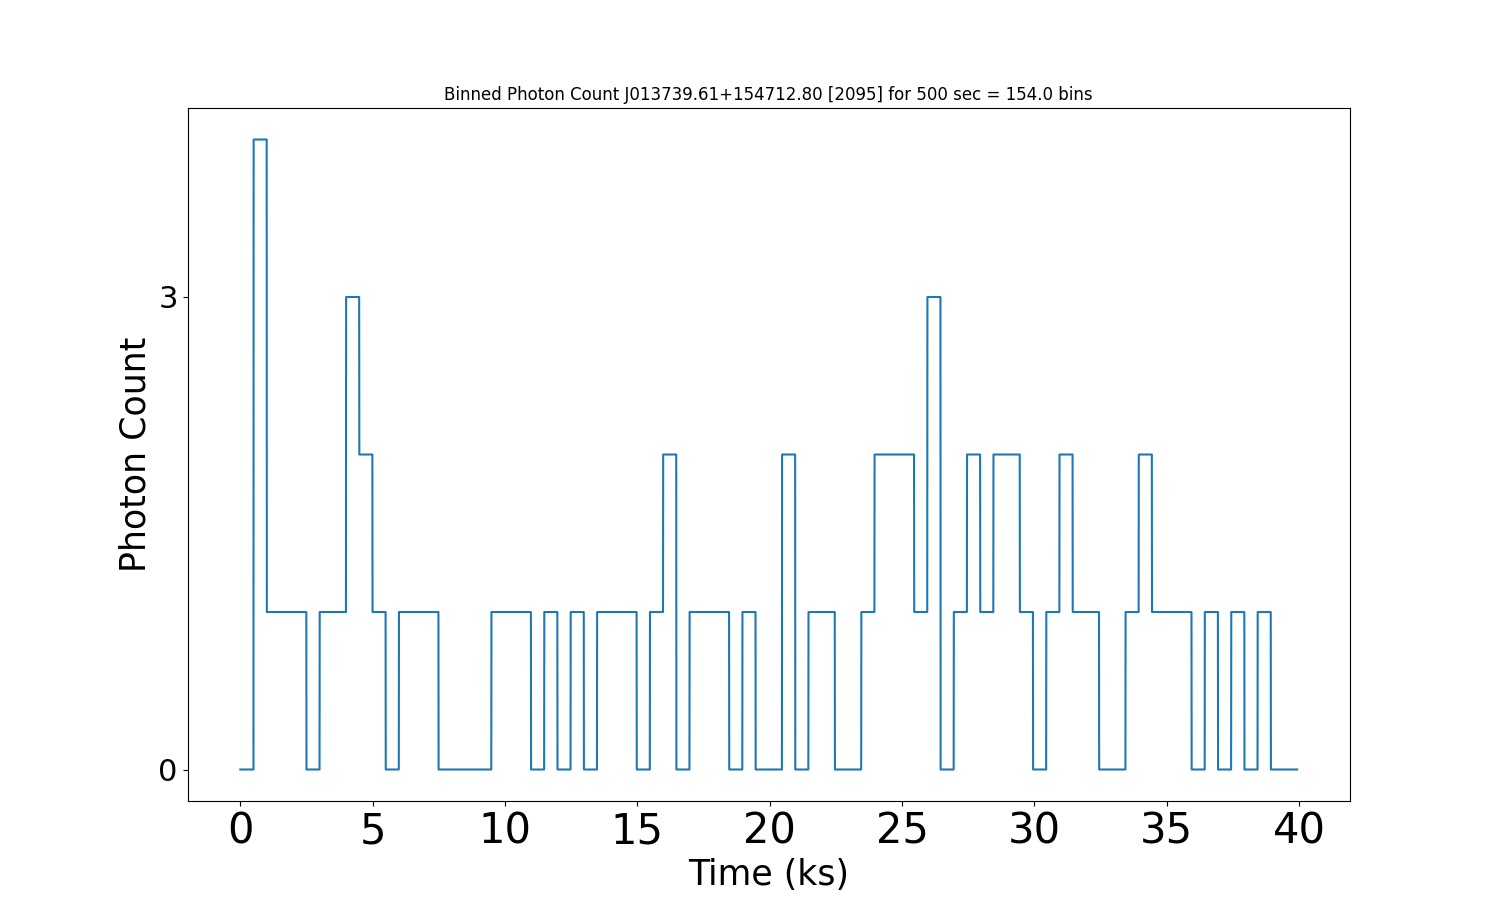 Binned Photon Count J013739.61+154712.80 [2095] for 500 sec = 154.0 bins
3
Photon Count
0
0 5 10 15 20 25 30 35 40
Time (ks)